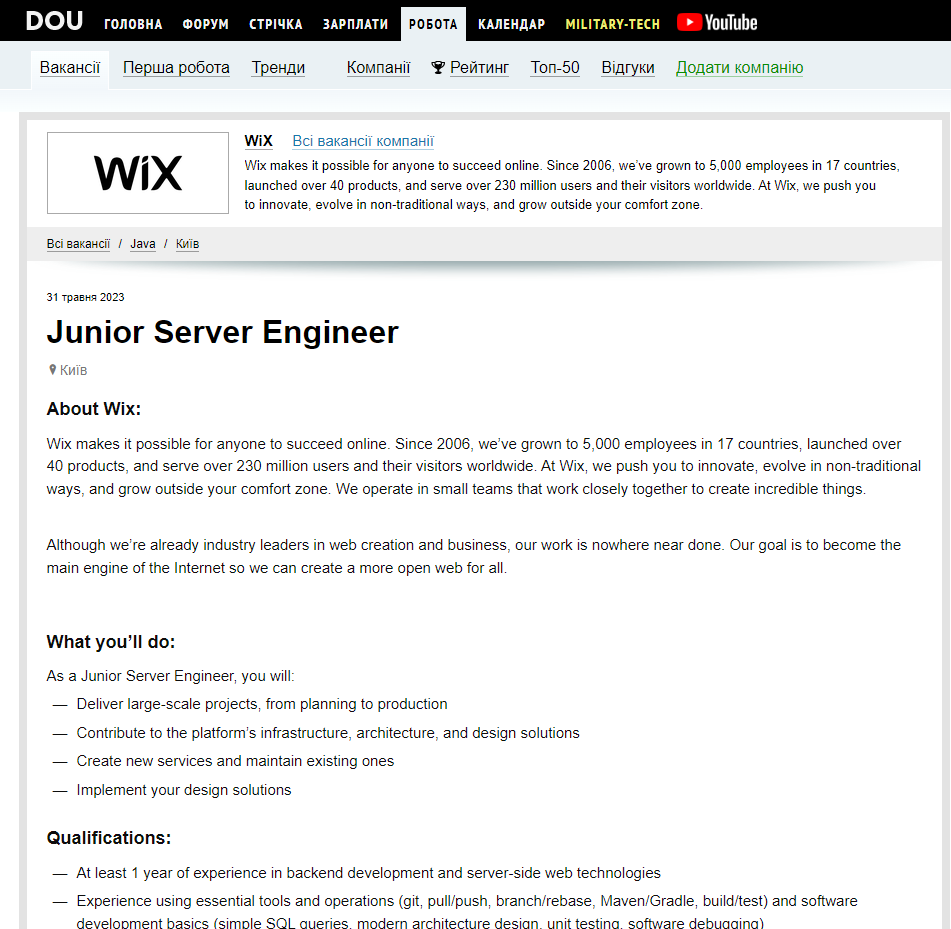 DOU ГОЛОВНА ФОРУМ СТРІЧКА ЗАРПЛАТИ РОБОТА КАЛЕНДАР MILITARY-TECH YouTube
Вакансії Перша робота Тренди Компанії Рейтинг Топ-50 Відгуки Додати компанію
WiX
WiX Всі вакансії компанії
Wix makes it possible for anyone to succeed online. Since 2006, we’ve grown to 5,000 employees in 17 countries,
launched over 40 products, and serve over 230 million users and their visitors worldwide. At Wix, we push you
to innovate, evolve in non-traditional ways, and grow outside your comfort zone.
Всі вакансії / Java / Київ
31 травня 2023
Junior Server Engineer
Київ
About Wix:
Wix makes it possible for anyone to succeed online. Since 2006, we’ve grown to 5,000 employees in 17 countries, launched over
40 products, and serve over 230 million users and their visitors worldwide. At Wix, we push you to innovate, evolve in non-traditional
ways, and grow outside your comfort zone. We operate in small teams that work closely together to create incredible things.
Although we’re already industry leaders in web creation and business, our work is nowhere near done. Our goal is to become the
main engine of the Internet so we can create a more open web for all.
What you’ll do:
As a Junior Server Engineer, you will:
— Deliver large-scale projects, from planning to production
— Contribute to the platform’s infrastructure, architecture, and design solutions
— Create new services and maintain existing ones
— Implement your design solutions
Qualifications:
— At least 1 year of experience in backend development and server-side web technologies
— Experience using essential tools and operations (git, pull/push, branch/rebase, Maven/Gradle, build/test) and software
development basics (simple SQL queries, modern architecture design, unit testing, software debugging)